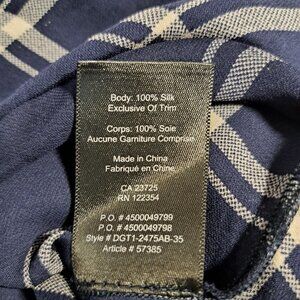 Body: 100% Silk
Exclusive Of Trim
Corps: 100% Soie
Aucune Garniture Comprise
Made in China
Fabriqué en Chine
CA 23725
RN 122354
P.O. # 4500049799
P.O. # 4500049798
Style # DGT1-2475AB-35
Article # 57385